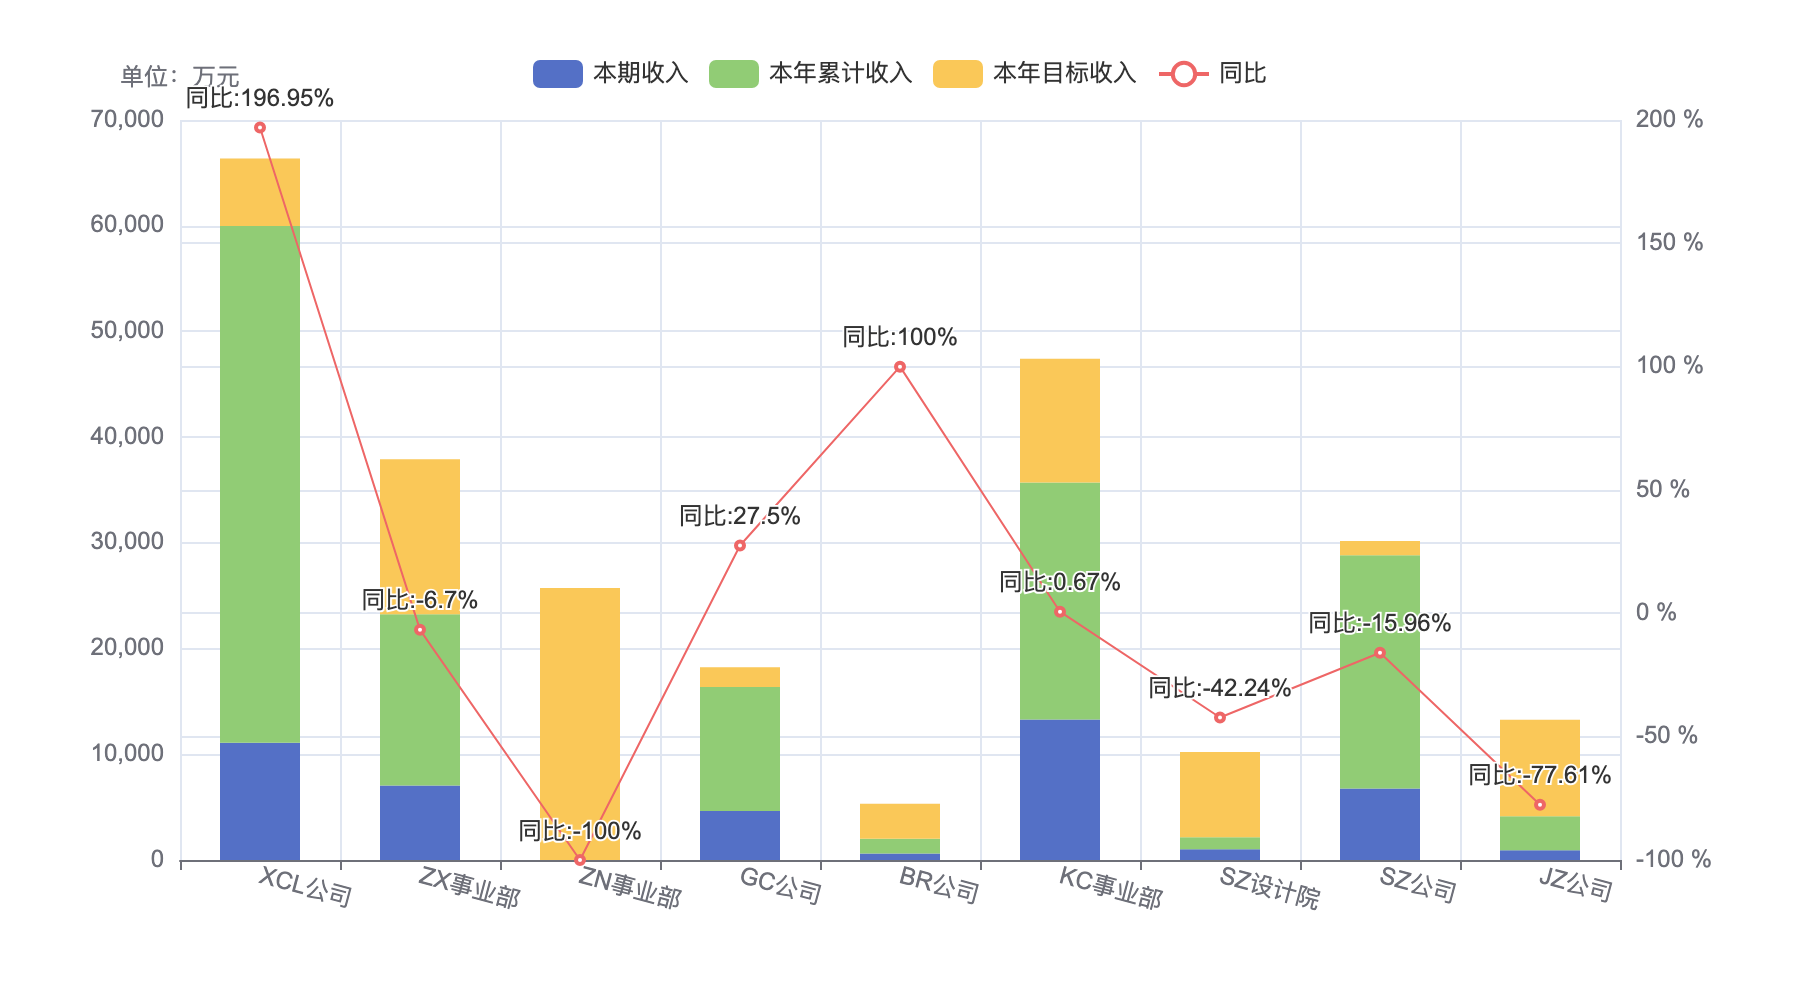 单位：万元
本期收入 本年累计收入 本年目标收入 同比
同比:196.95%
70,000 200 %
60,000 150 %
50,000 100 %
同比:100%
40,000 50 %
同比:27.5%
30,000 0 %
同比:0.67%
同比:-6.7%
同比:-15.96%
20,000 -50 %
同比:-42.24%
10,000
同比:-77.61%
同比:-100%
0 -100 %
XCL公司 ZX事业部 ZN事业部 GC公司 BR公司 KC事业部 SZ设计院 SZ公司 JZ公司